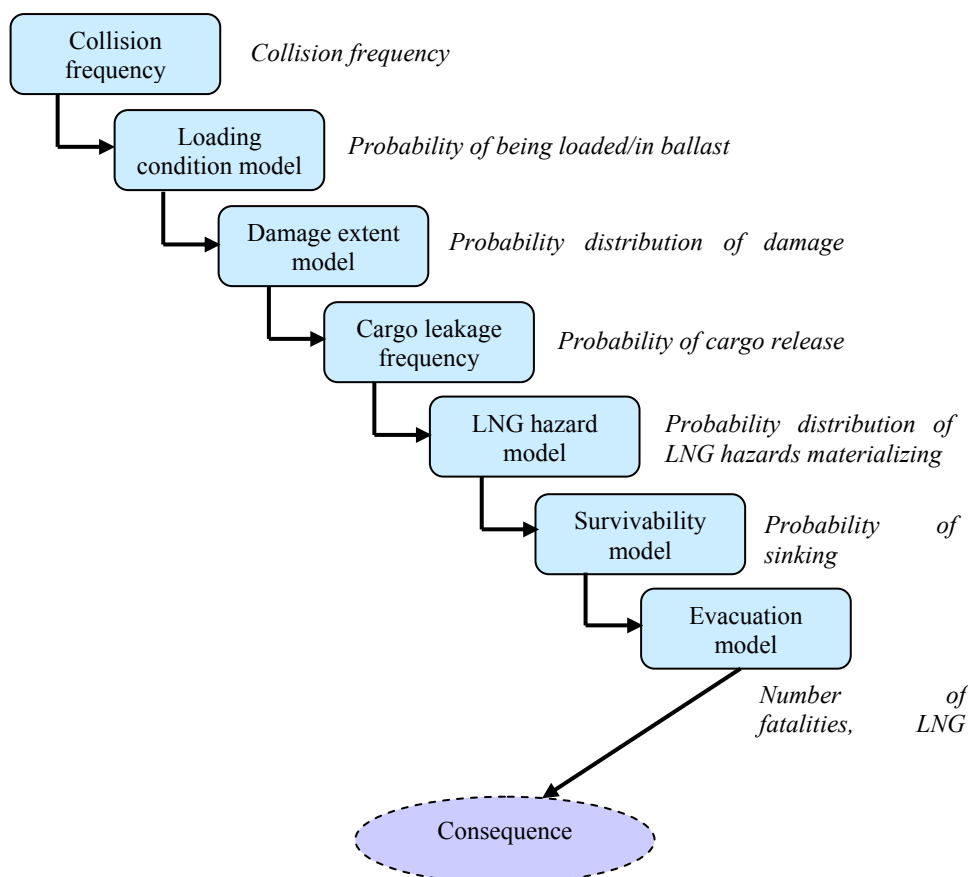 Collision
frequency
Collision frequency
Loading
condition model
Probability of being loaded/in ballast
Damage extent
model
Probability distribution of damage
Cargo leakage
frequency
Probability of cargo release
LNG hazard
model
Probability distribution of
LNG hazards materializing
Survivability
model
Probability of
sinking
Evacuation
model
Number of
fatalities, LNG
Consequence